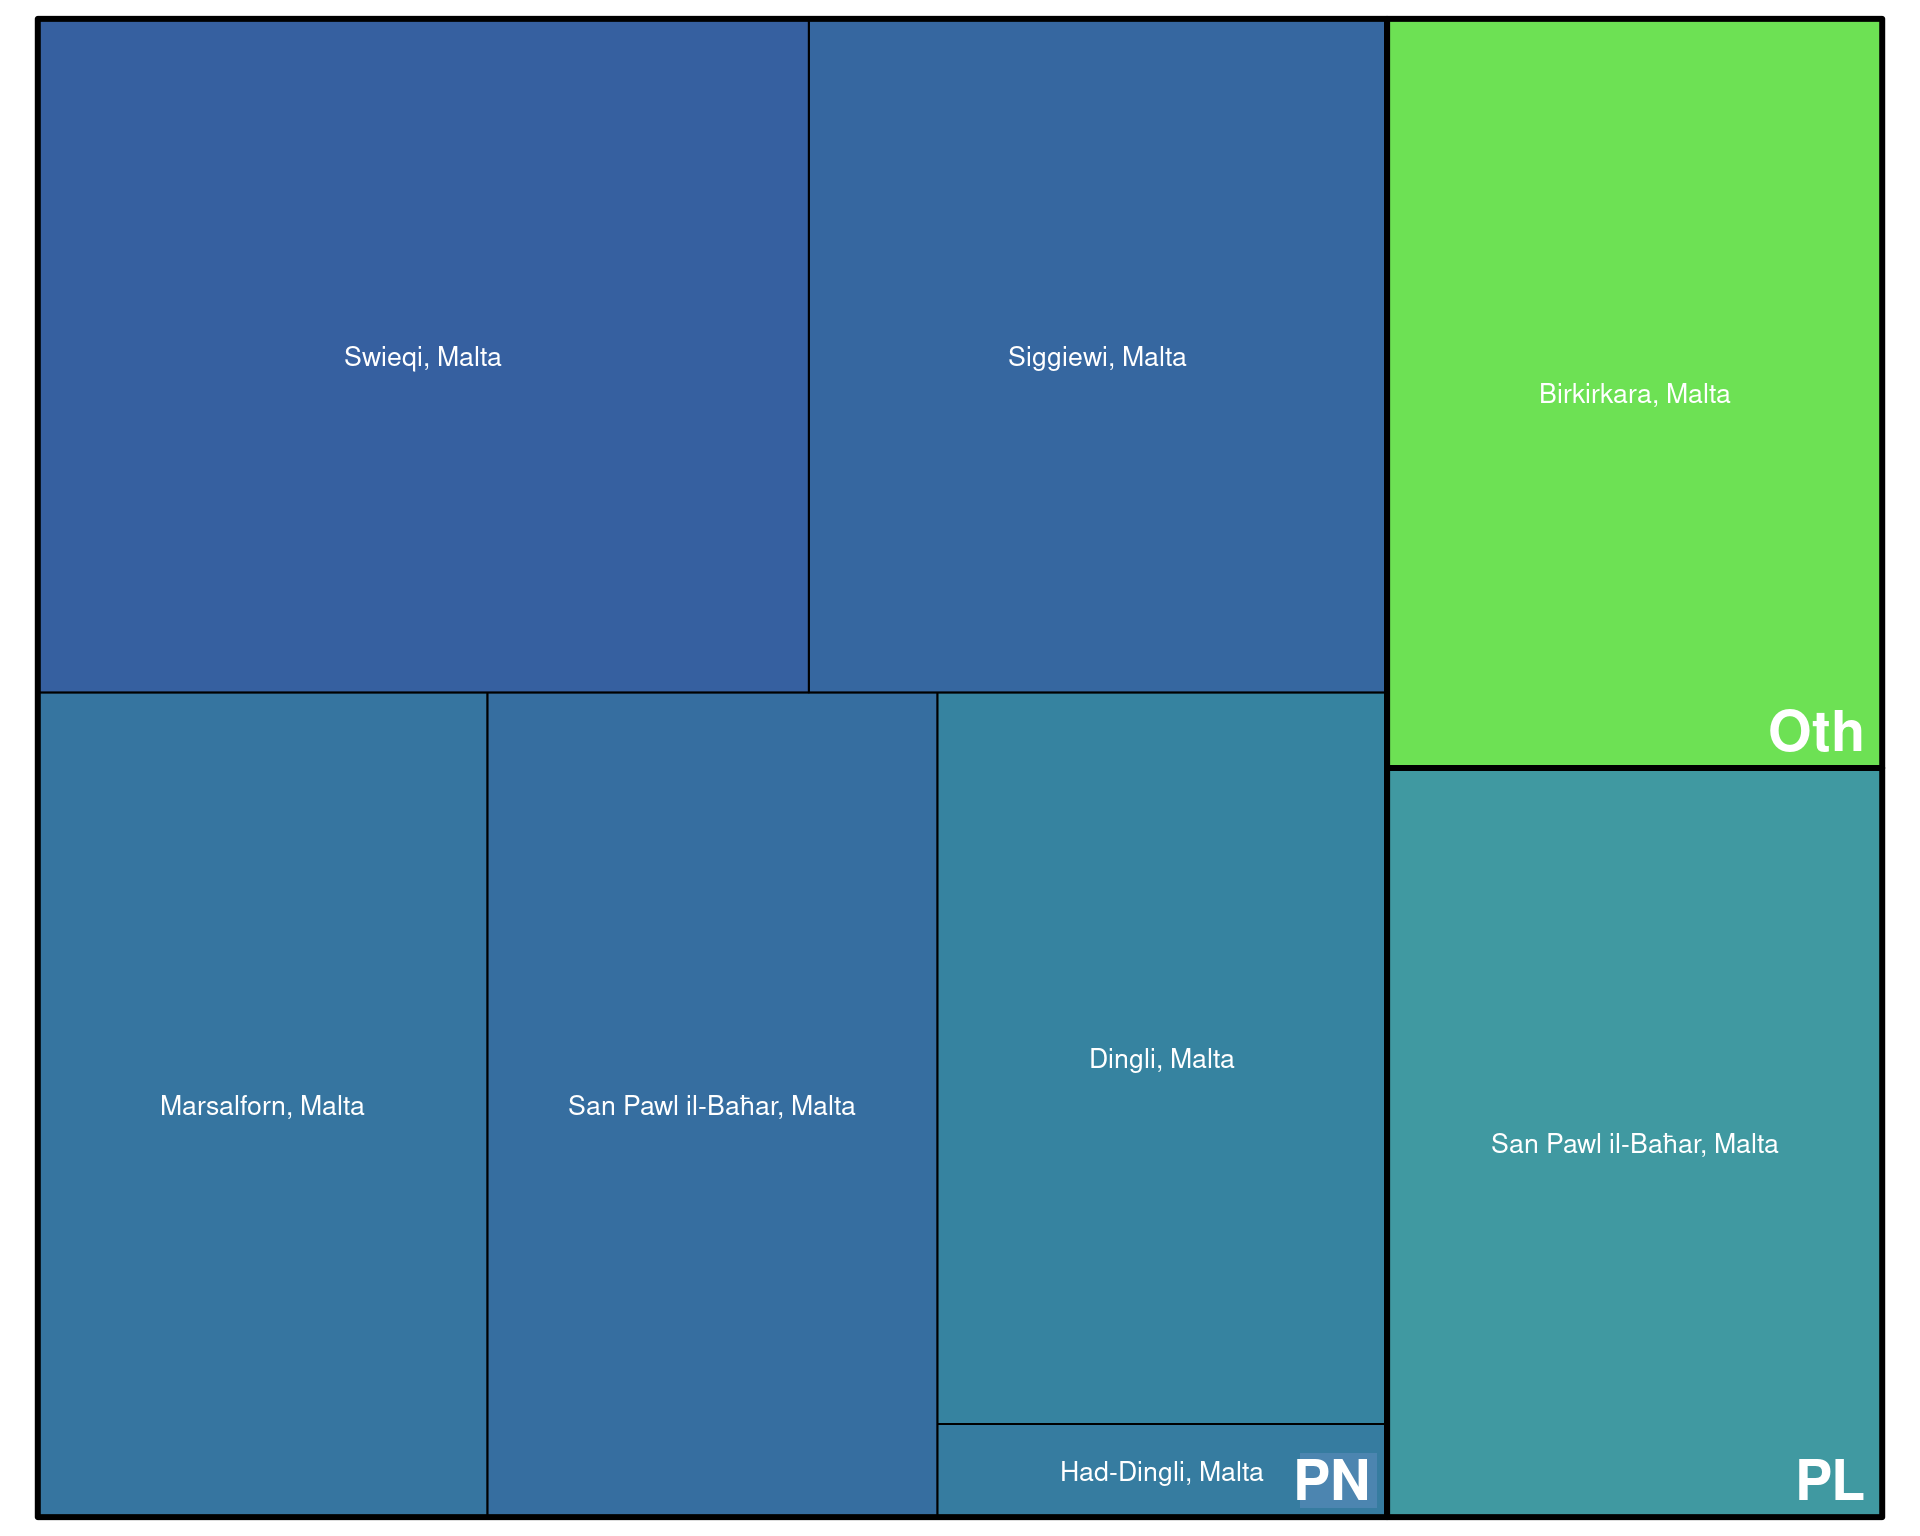 Swieqi, Malta
Siggiewi, Malta
Birkirkara, Malta
Oth
Marsalforn, Malta
San Pawl il-Baħar, Malta
Dingli, Malta
San Pawl il-Baħar, Malta
Had-Dingli, Malta
PN
PL